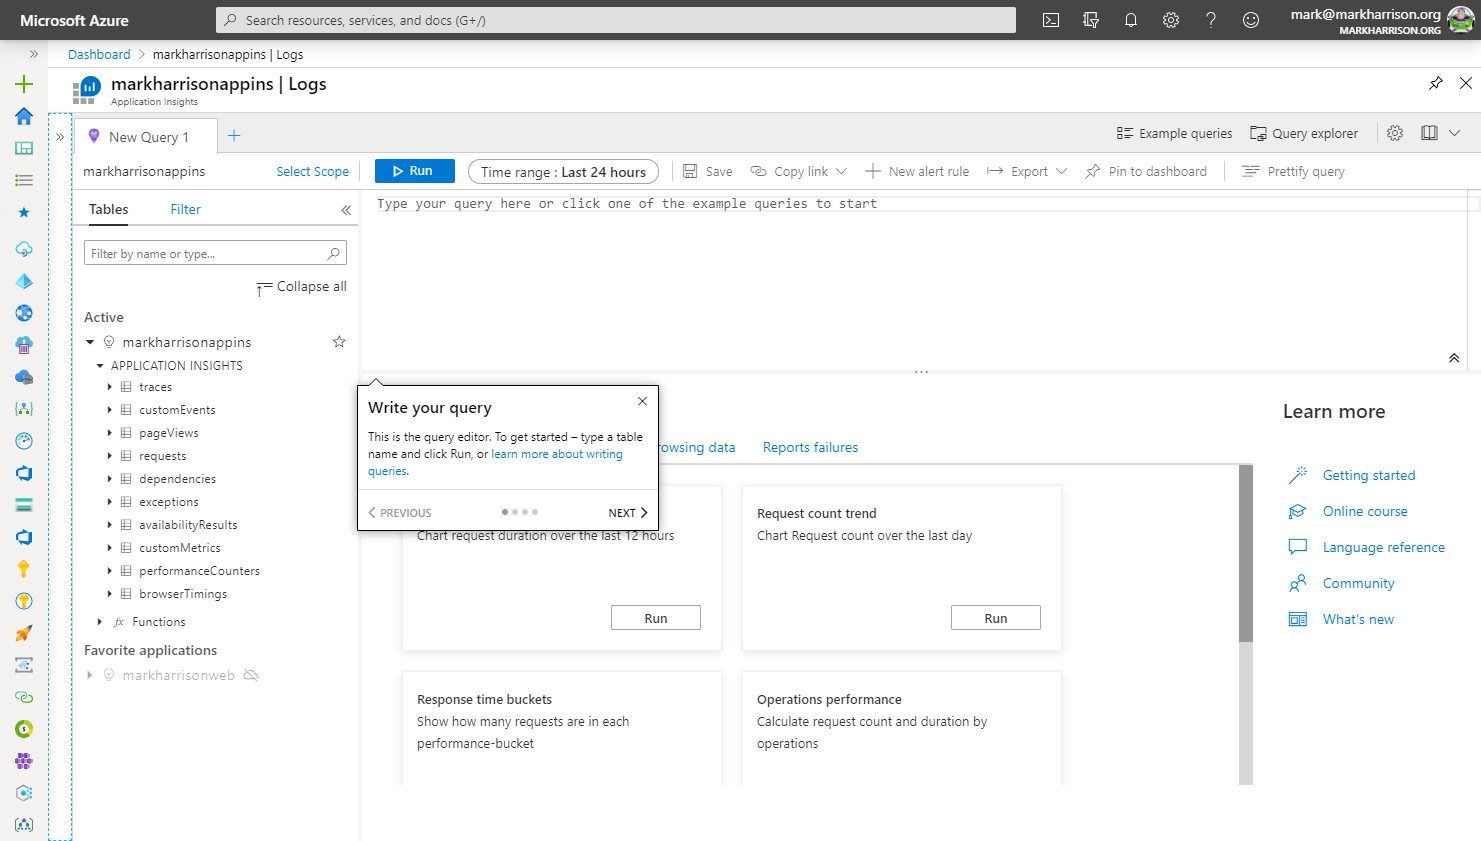 Microsoft Azure
Search resources, services, and docs (G+/)
mark@markharrison.org
MARKHARRISON.ORG
Dashboard > markharrisonappins | Logs
markharrisonappins | Logs
Application Insights
New Query 1
Example queries
Query explorer
markharrisonappins
Select Scope
Run
Time range : Last 24 hours
Save
Copy link
New alert rule
Export
Pin to dashboard
Prettify query
Tables
Filter
Type your query here or click one of the example queries to start
Filter by name or type...
Collapse all
Active
markharrisonappins
APPLICATION INSIGHTS
traces
customEvents
pageViews
requests
dependencies
exceptions
availabilityResults
customMetrics
performanceCounters
browserTimings
fx Functions
Favorite applications
markharrisonweb
Write your query
This is the query editor. To get started – type a table
name and click Run, or learn more about writing
queries.
PREVIOUS
NEXT
rowsing data
Reports failures
Chart request duration over the last 12 hours
Run
Request count trend
Chart Request count over the last day
Run
Response time buckets
Show how many requests are in each
performance-bucket
Operations performance
Calculate request count and duration by
operations
Learn more
Getting started
Online course
Language reference
Community
What's new